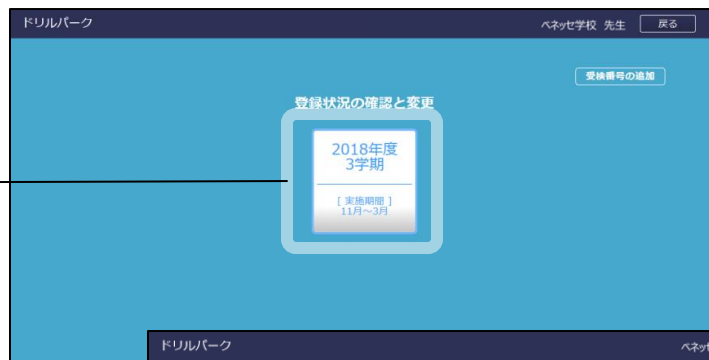 ドリルパーク
ベネッセ学校 先生
戻る
受検番号の追加
登録状況の確認と変更
2018年度
3学期
[ 実施期間 ]
11月～3月
ドリルパーク
ベネッセ